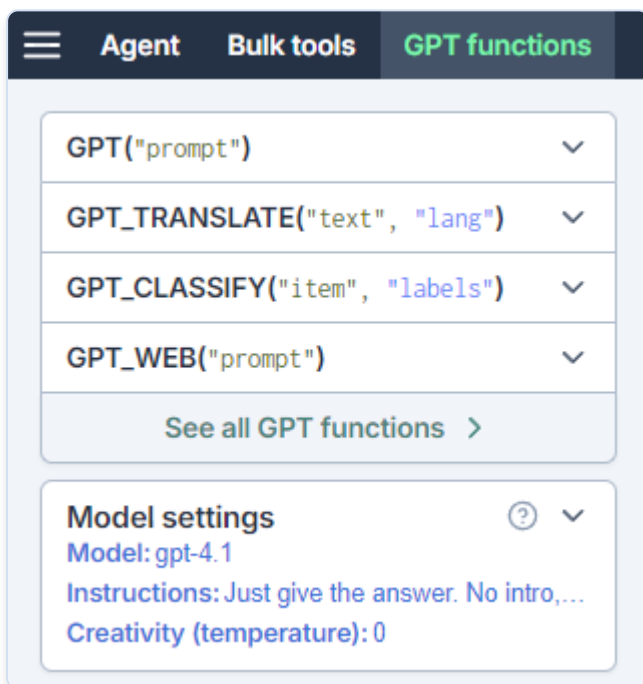 Agent Bulk tools GPT functions
GPT("prompt")
GPT_TRANSLATE("text", "lang")
GPT_CLASSIFY("item", "labels")
GPT_WEB("prompt")
See all GPT functions
Model settings
Model: gpt-4.1
Instructions: Just give the answer. No intro,...
Creativity (temperature): 0